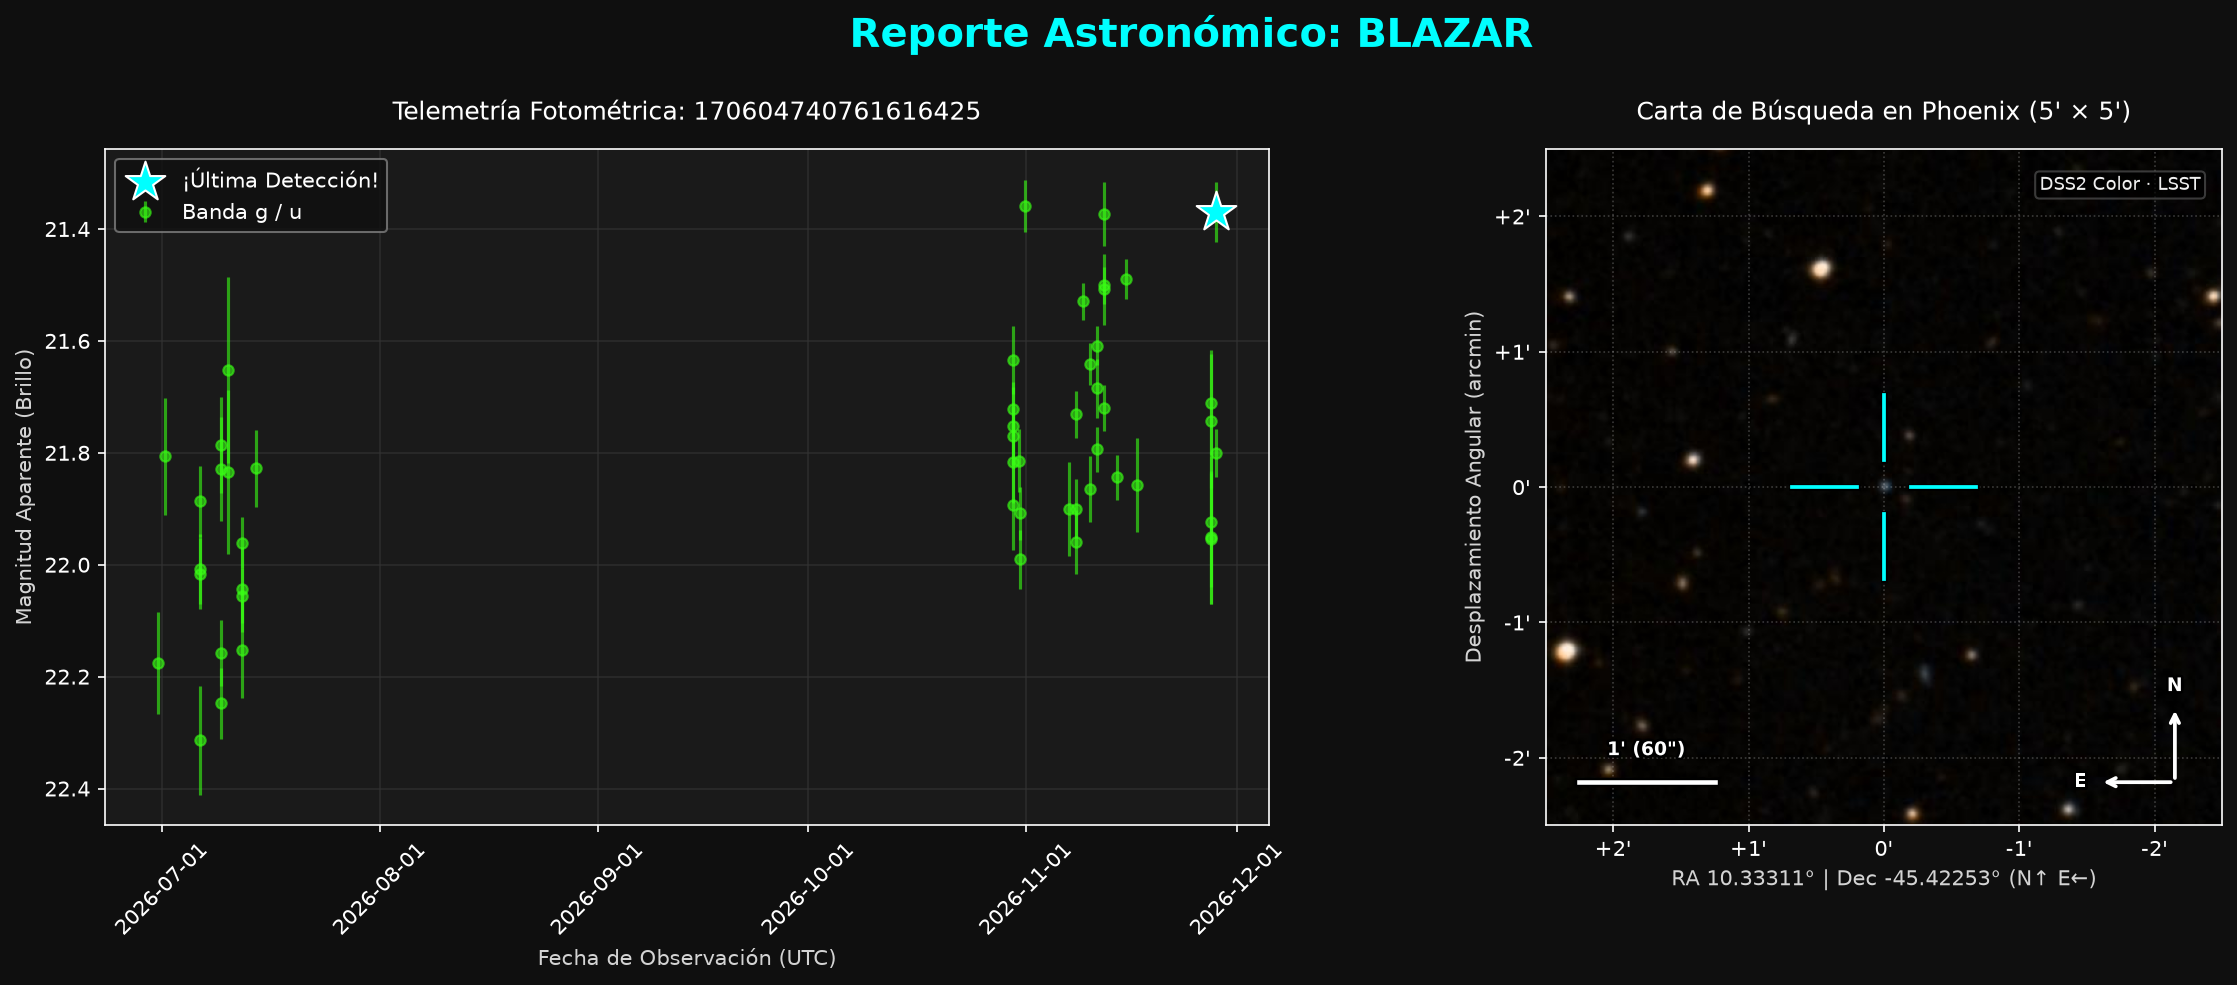 Reporte Astronómico: BLAZAR
Telemetría Fotométrica: 170604740761616425
¡Última Detección!
Banda g / u
Magnitud Aparente (Brillo)
21.4
21.6
21.8
22.0
22.2
22.4
2026-07-01
2026-08-01
2026-09-01
2026-10-01
2026-11-01
2026-12-01
Fecha de Observación (UTC)
Carta de Búsqueda en Phoenix (5' × 5')
DSS2 Color · LSST
Desplazamiento Angular (arcmin)
+2'
+1'
0'
-1'
-2'
N
E
1' (60")
+2'
+1'
0'
-1'
-2'
RA 10.33311° | Dec -45.42253° (N↑ E←)